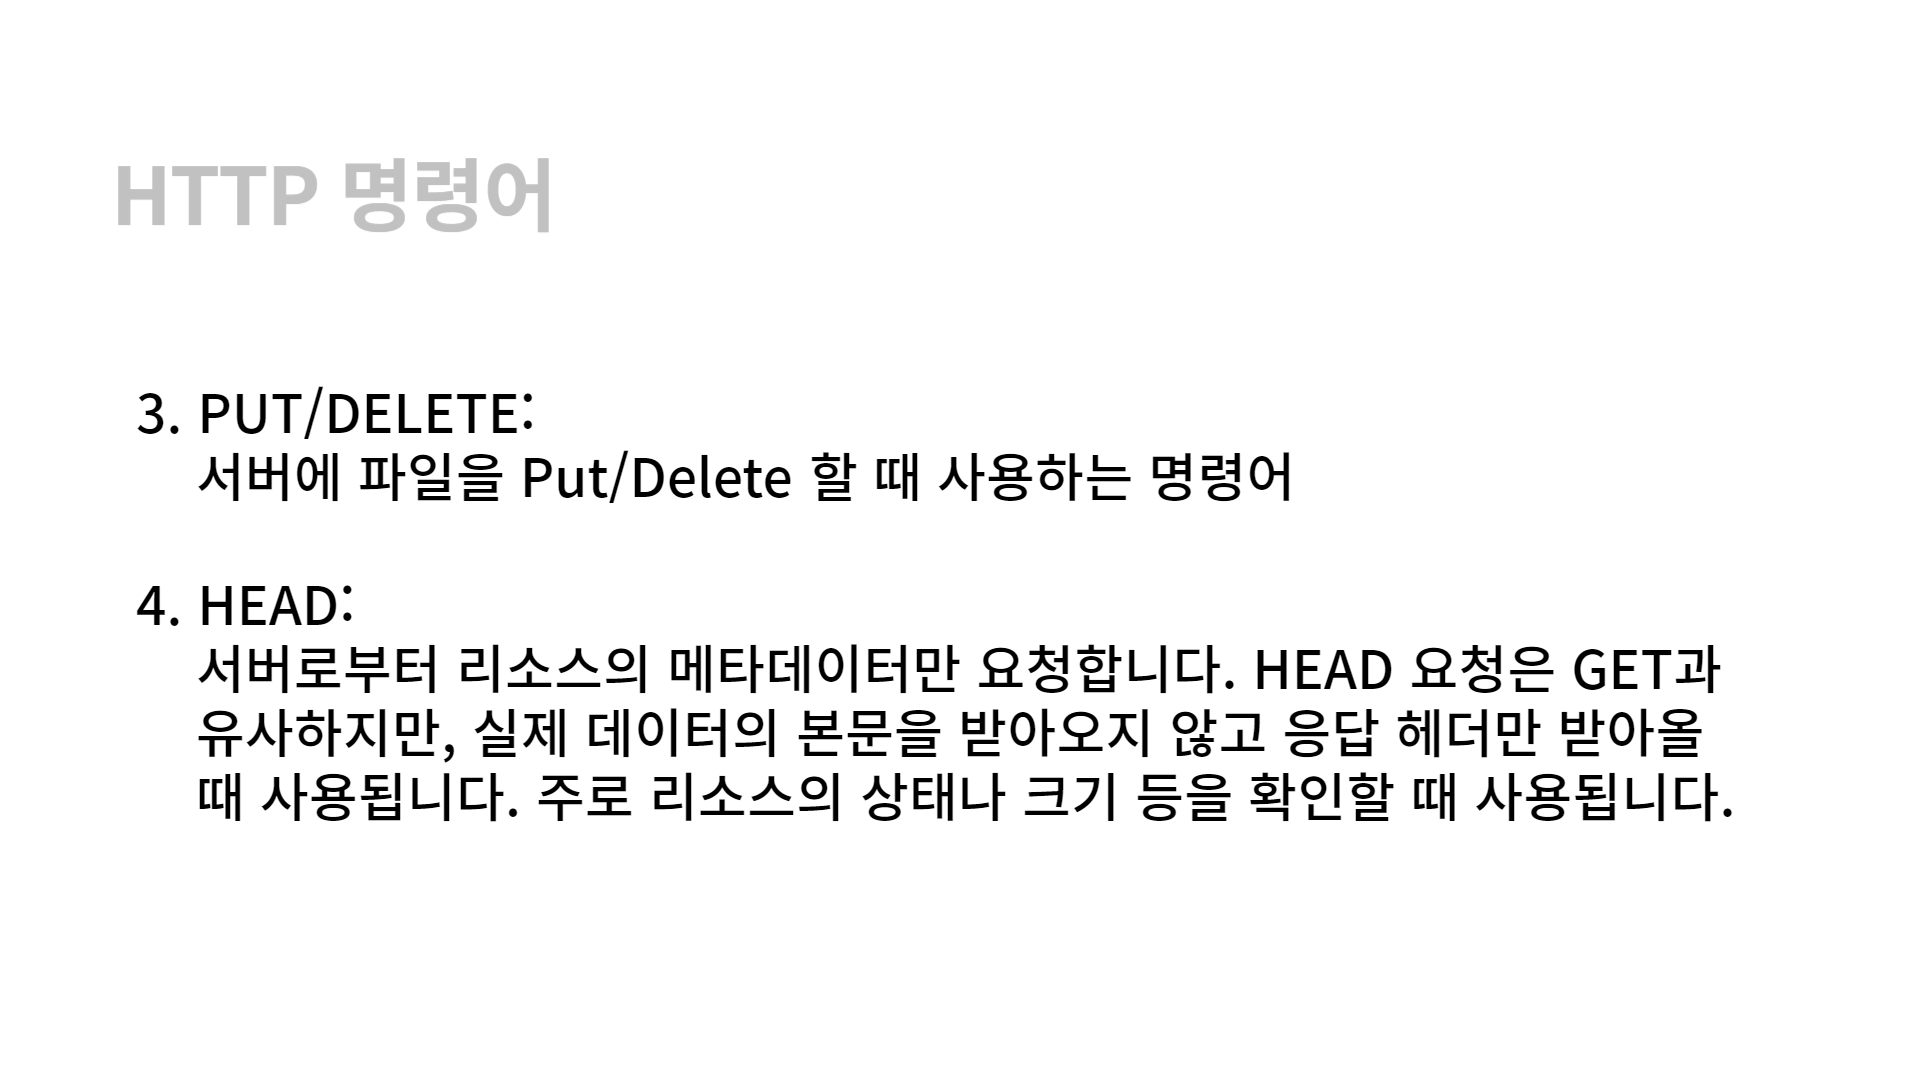 HTTP 명령어
3. PUT/DELETE:
서버에 파일을 Put/Delete 할 때 사용하는 명령어
4. HEAD:
서버로부터 리소스의 메타데이터만 요청합니다. HEAD 요청은 GET과
유사하지만, 실제 데이터의 본문을 받아오지 않고 응답 헤더만 받아올
때 사용됩니다. 주로 리소스의 상태나 크기 등을 확인할 때 사용됩니다.